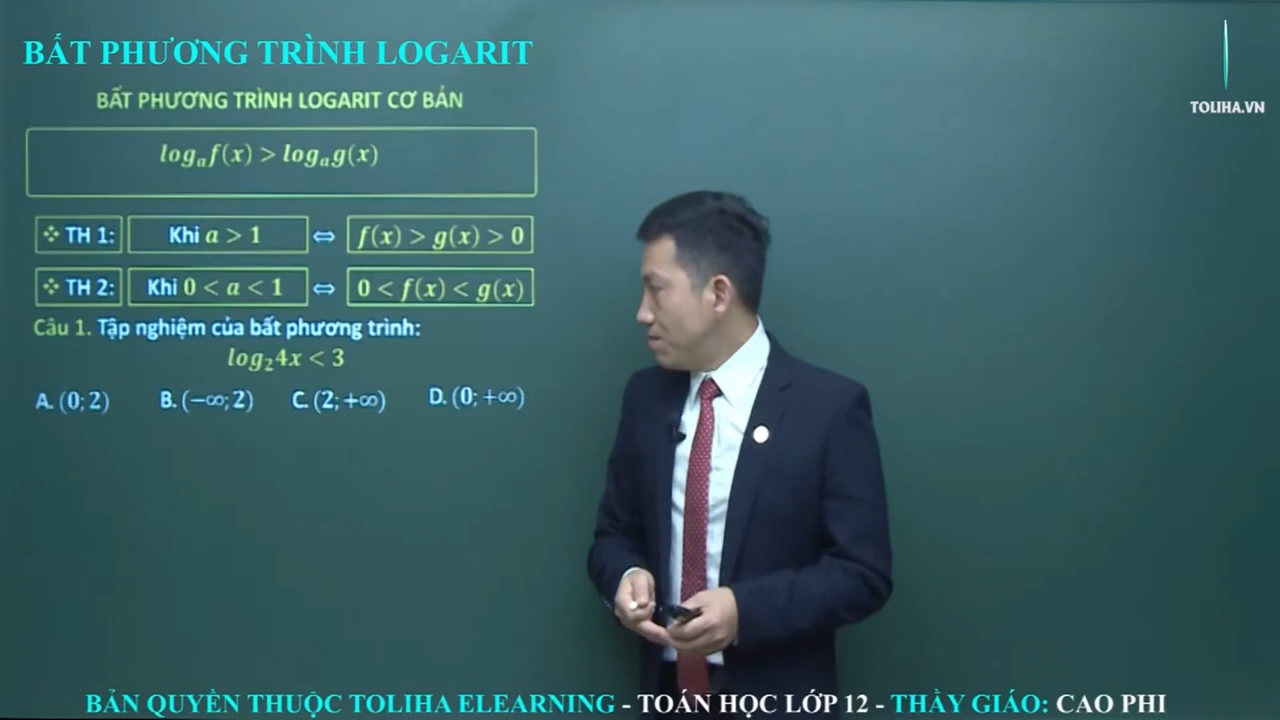 BẤT PHƯƠNG TRÌNH LOGARIT
TOLIHA.VN
BẤT PHƯƠNG TRÌNH LOGARIT CƠ BẢN
logₐf(x) > logₐg(x)
❖ TH 1: Khi a > 1 ⇔ f(x) > g(x) > 0
❖ TH 2: Khi 0 < a < 1 ⇔ 0 < f(x) < g(x)
Câu 1. Tập nghiệm của bất phương trình:
log₂4x < 3
A. (0; 2) B. (−∞; 2) C. (2; +∞) D. (0; +∞)
BẢN QUYỀN THUỘC TOLIHA ELEARNING - TOÁN HỌC LỚP 12 - THẦY GIÁO: CAO PHI